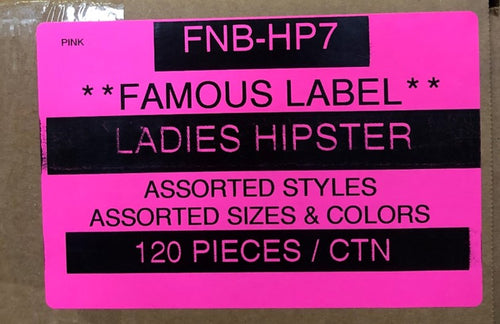 PINK
FNB-HP7
**FAMOUS LABEL**
LADIES HIPSTER
ASSORTED STYLES
ASSORTED SIZES & COLORS
120 PIECES / CTN